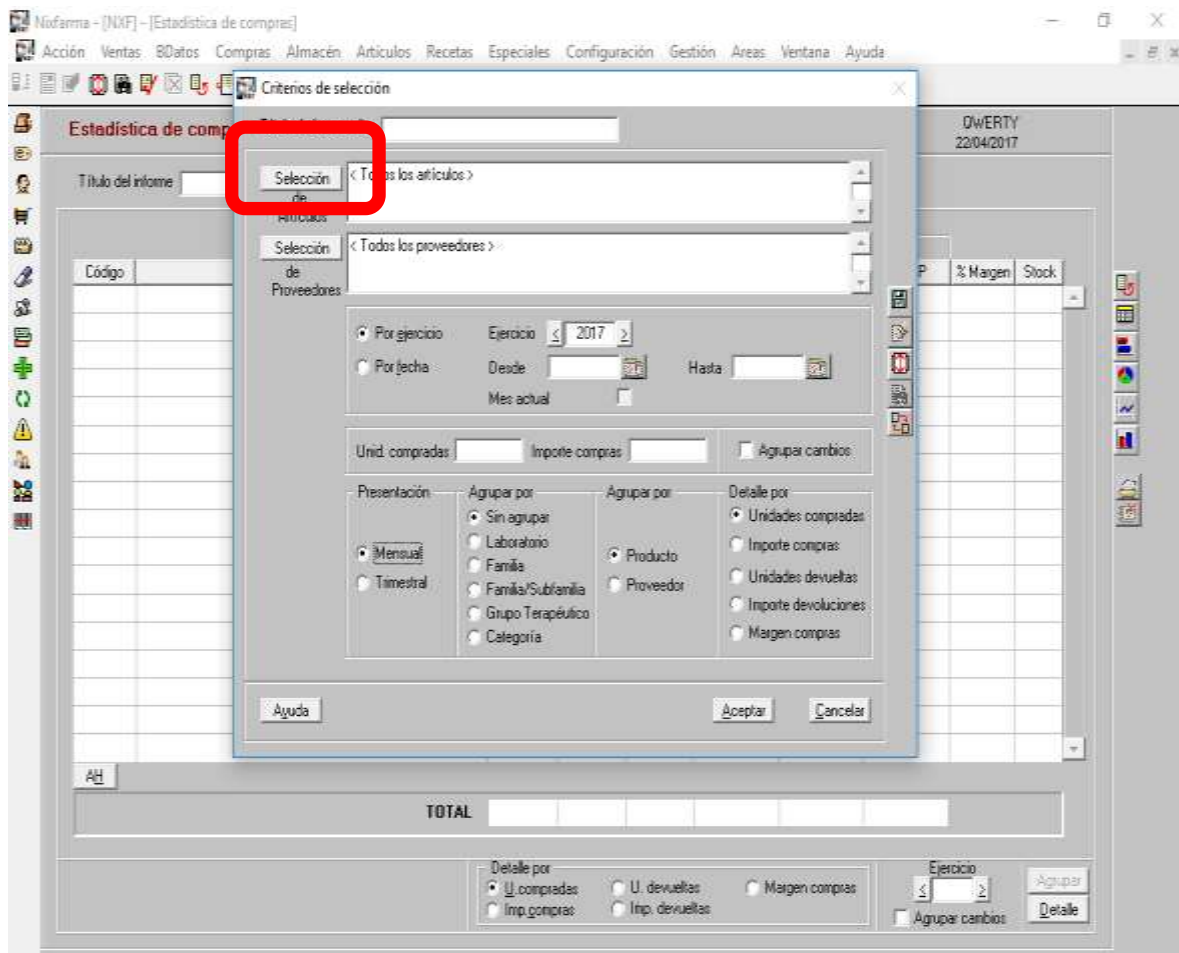 Nixfarma - [NXF] - [Estadística de compras]
Acción Ventas BDatos Compras Almacén Artículos Recetas Especiales Configuración Gestión Areas Ventana Ayuda
Criterios de selección
Estadística de comp
QWERTY
22/04/2017
Título del informe
Selección
de
Artículos
< Todos los artículos >
Selección
de
Proveedores
< Todos los proveedores >
Código
P
% Margen
Stock
Por ejercicio
Ejercicio
<
2017
>
Por fecha
Desde
Hasta
Mes actual
Unid. compradas
Importe compras
Agrupar cambios
Presentación
Mensual
Trimestral
Agrupar por
Sin agrupar
Laboratorio
Familia
Familia/Subfamilia
Grupo Terapéutico
Categoría
Agrupar por
Producto
Proveedor
Detalle por
Unidades compradas
Importe compras
Unidades devueltas
Importe devoluciones
Margen compras
Ayuda
Aceptar
Cancelar
AH
TOTAL
Detalle por
U.compradas
U. devueltas
Margen compras
Imp.compras
Imp. devueltas
Ejercicio
<
>
Agrupar cambios
Agrupar
Detalle